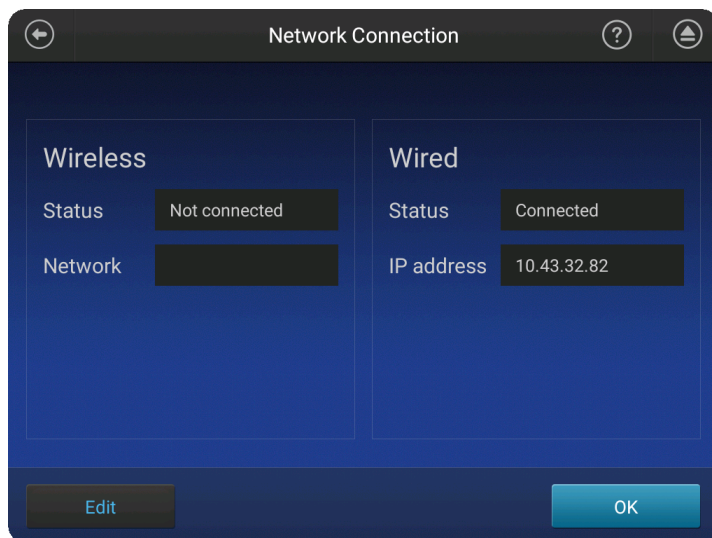 Network Connection
?
Wireless
Status Not connected
Network
Wired
Status Connected
IP address 10.43.32.82
Edit
OK